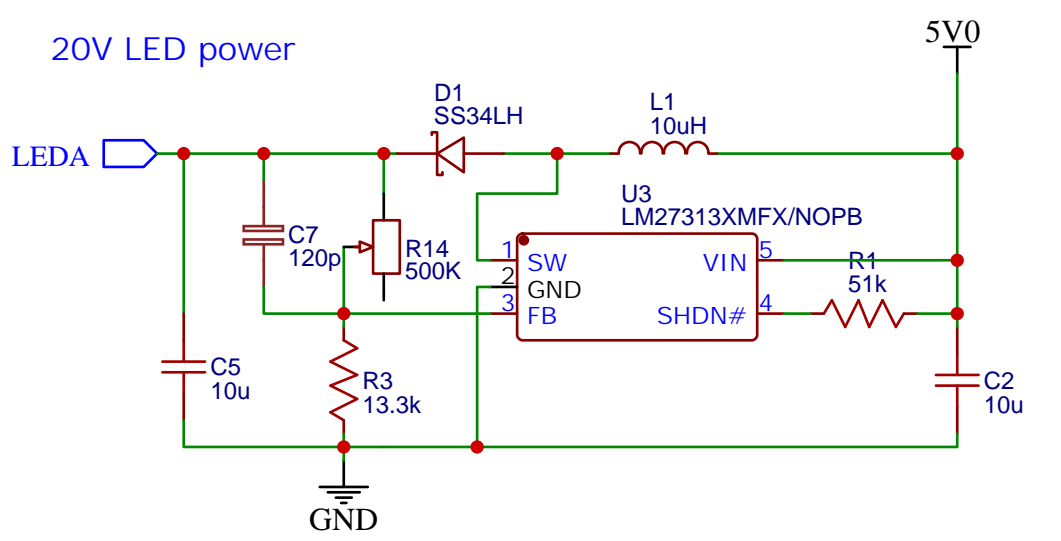 20V LED power
5V0
D1
SS34LH
L1
10uH
LEDA
U3
LM27313XMFX/NOPB
C7
120p
R14
500K
1
SW
2
GND
3
FB
VIN
5
SHDN#
4
R1
51k
C5
10u
R3
13.3k
C2
10u
GND